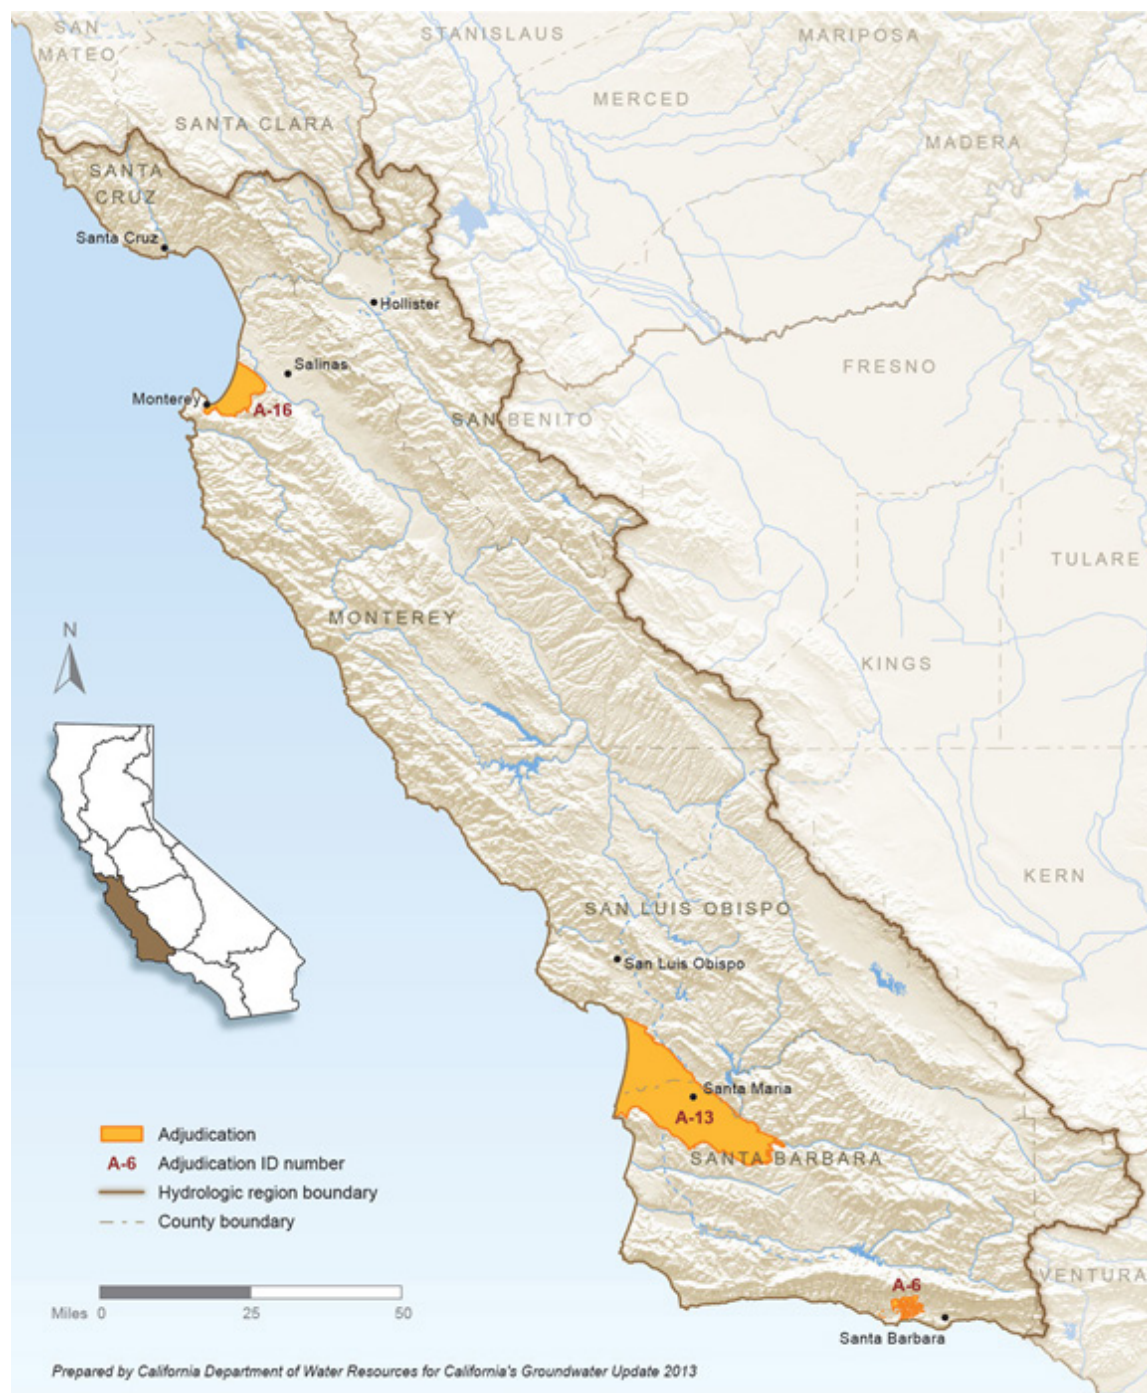 SAN
MATEO
STANISLAUS
MARIPOSA
MERCED
SANTA CLARA
MADERA
SANTA
CRUZ
Santa Cruz
Hollister
Salinas
FRESNO
Monterey
A-16
SAN BENITO
TULARE
MONTEREY
N
KINGS
KERN
SAN LUIS OBISPO
San Luis Obispo
Santa Maria
A-13
SANTA BARBARA
Adjudication
A-6 Adjudication ID number
Hydrologic region boundary
County boundary
VENTURA
A-6
Miles 0 25 50
Santa Barbara
Prepared by California Department of Water Resources for California's Groundwater Update 2013